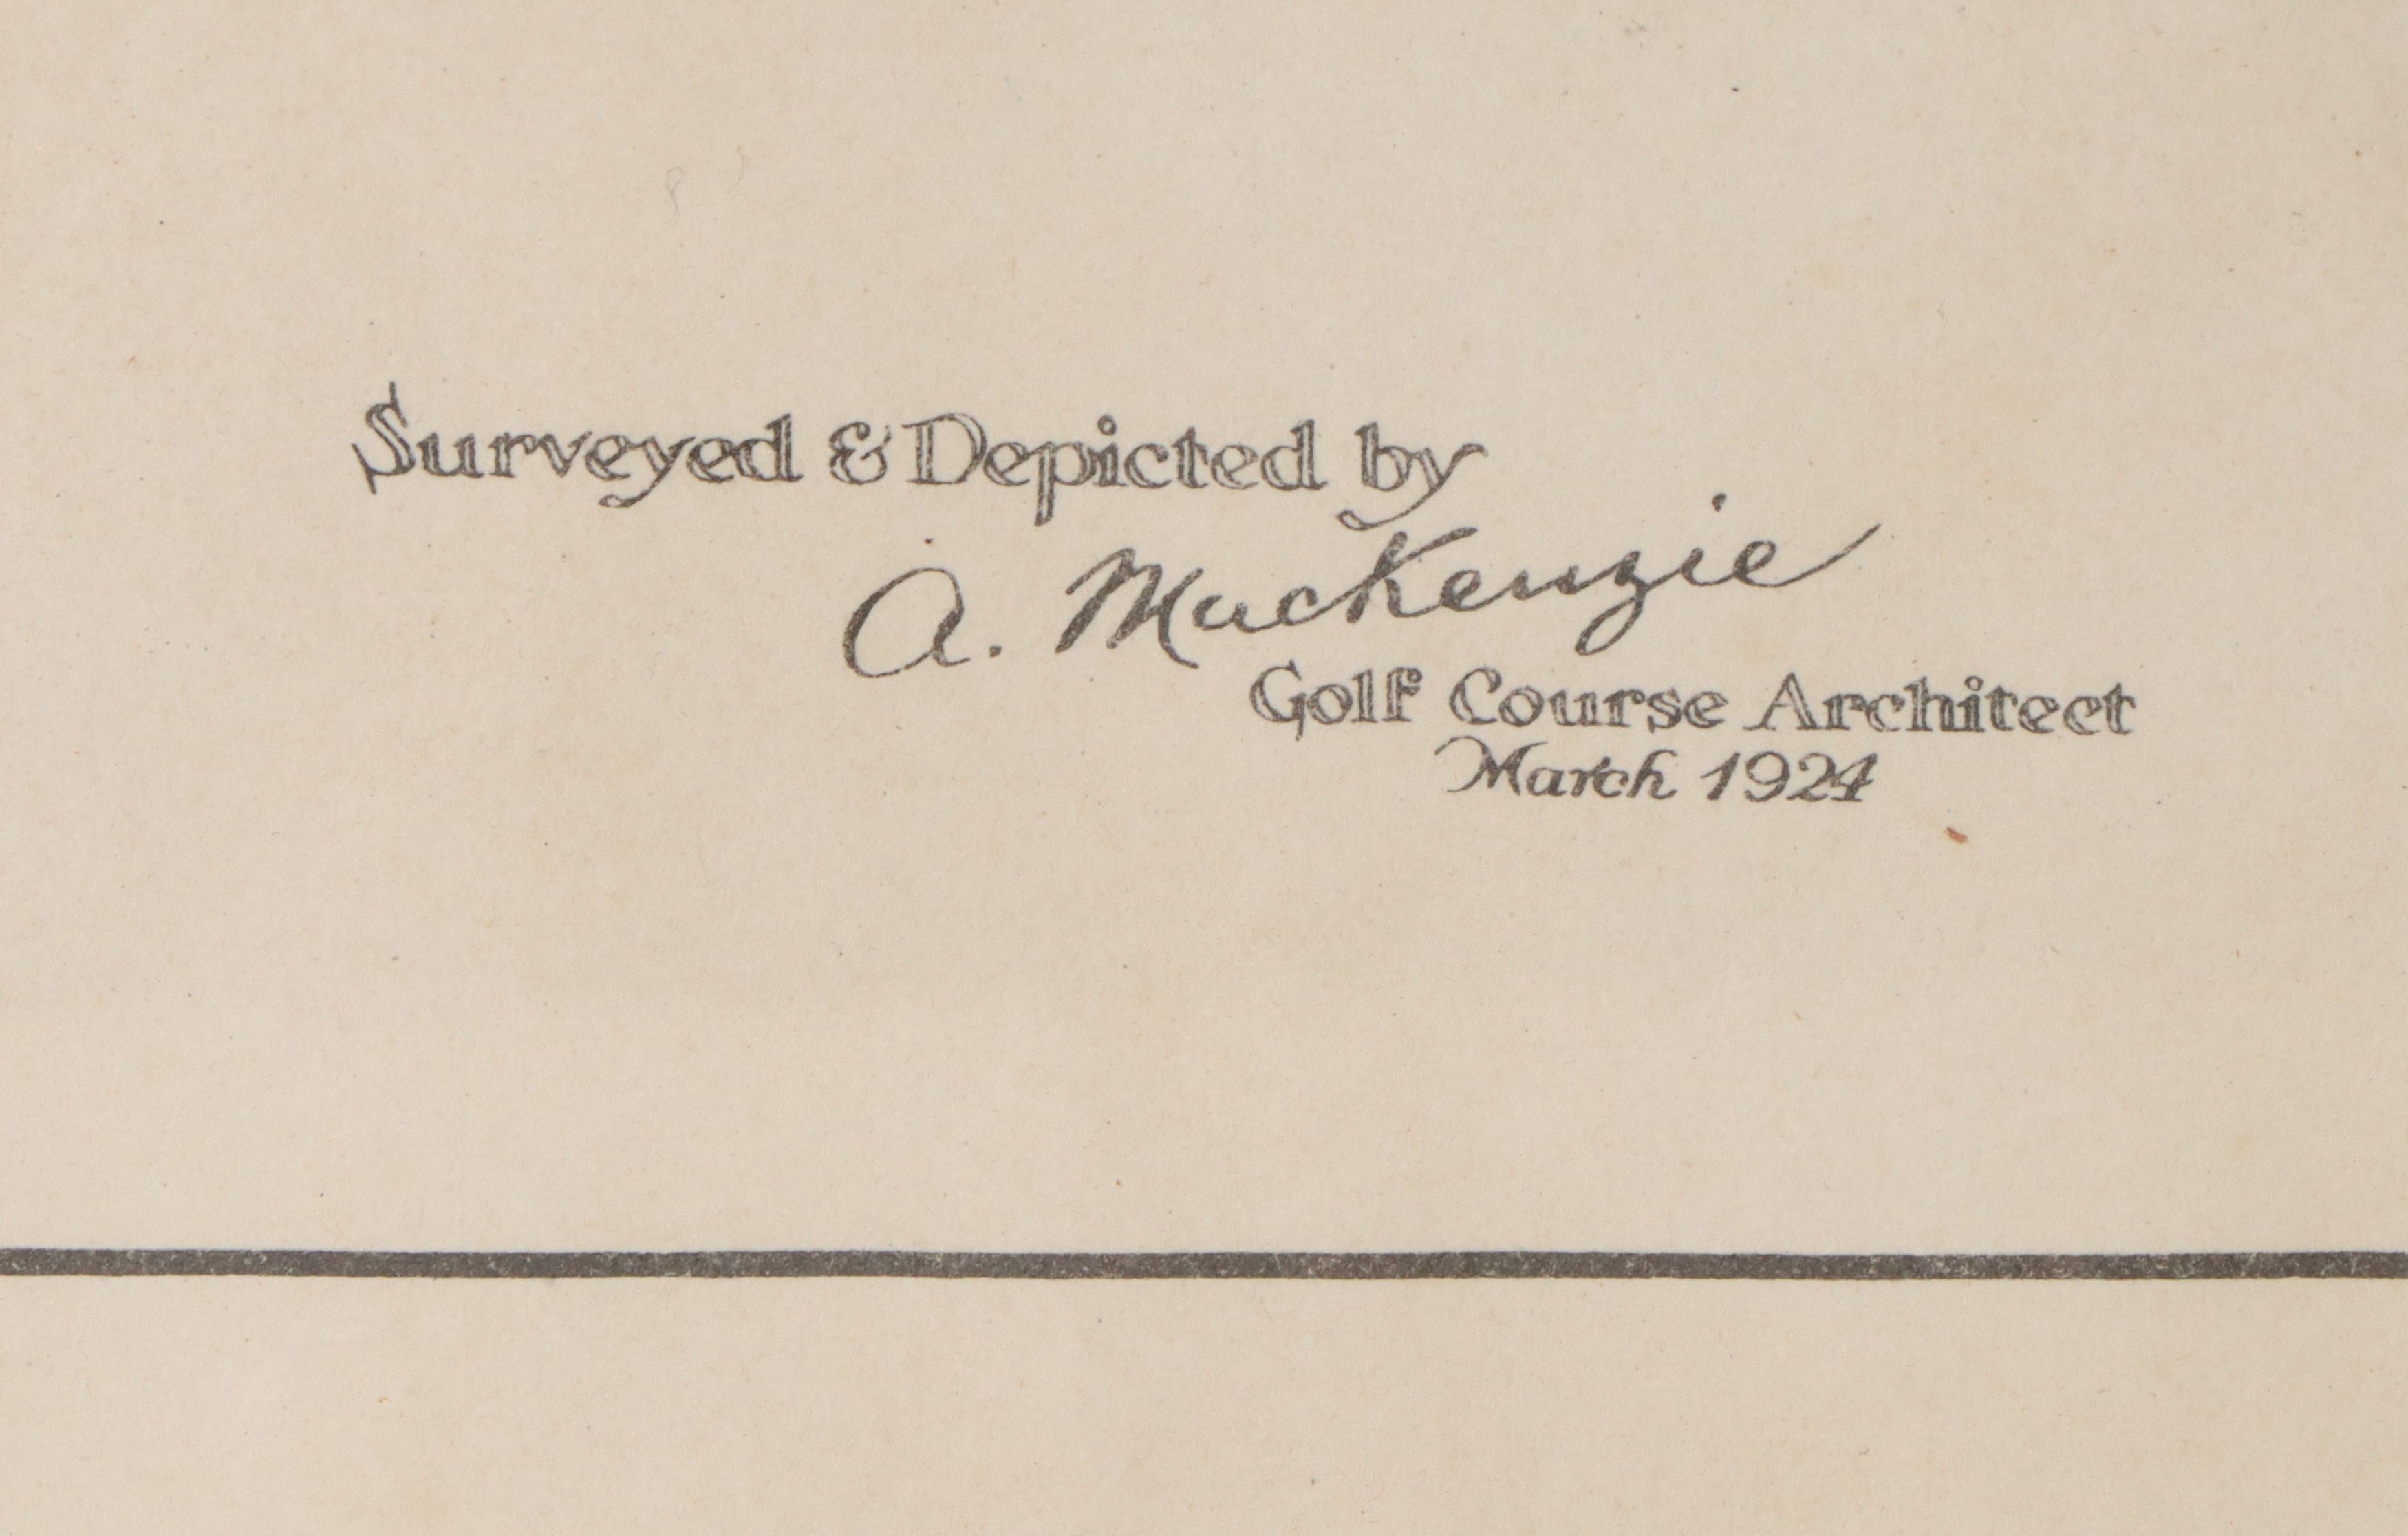 Surveyed & Depicted by
A. MacKenzie
Golf Course Architect
March 1924